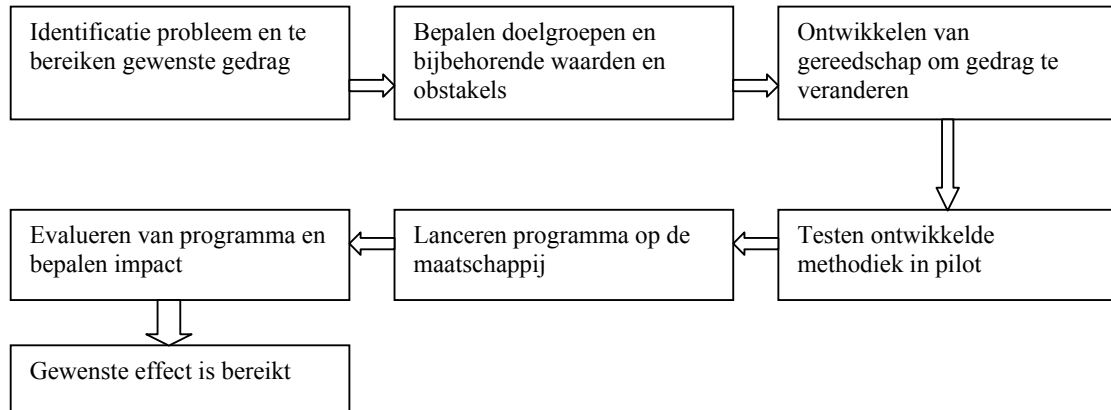 Identificatie probleem en te
bereiken gewenste gedrag
Bepalen doelgroepen en
bijbehorende waarden en
obstakels
Ontwikkelen van
gereedschap om gedrag te
veranderen
Testen ontwikkelde
methodiek in pilot
Lanceren programma op de
maatschappij
Evalueren van programma en
bepalen impact
Gewenste effect is bereikt